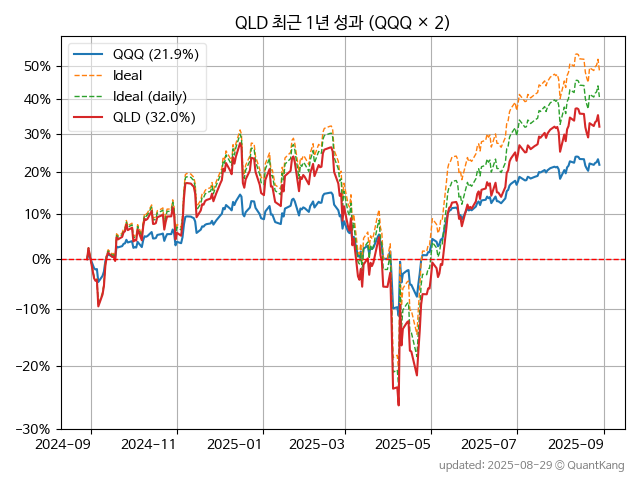 QLD 최근 1년 성과 (QQQ × 2)
QQQ (21.9%)
Ideal
Ideal (daily)
QLD (32.0%)
50%
40%
30%
20%
10%
0%
−10%
−20%
−30%
2024-09 2024-11 2025-01 2025-03 2025-05 2025-07 2025-09
updated: 2025-08-29 © QuantKang